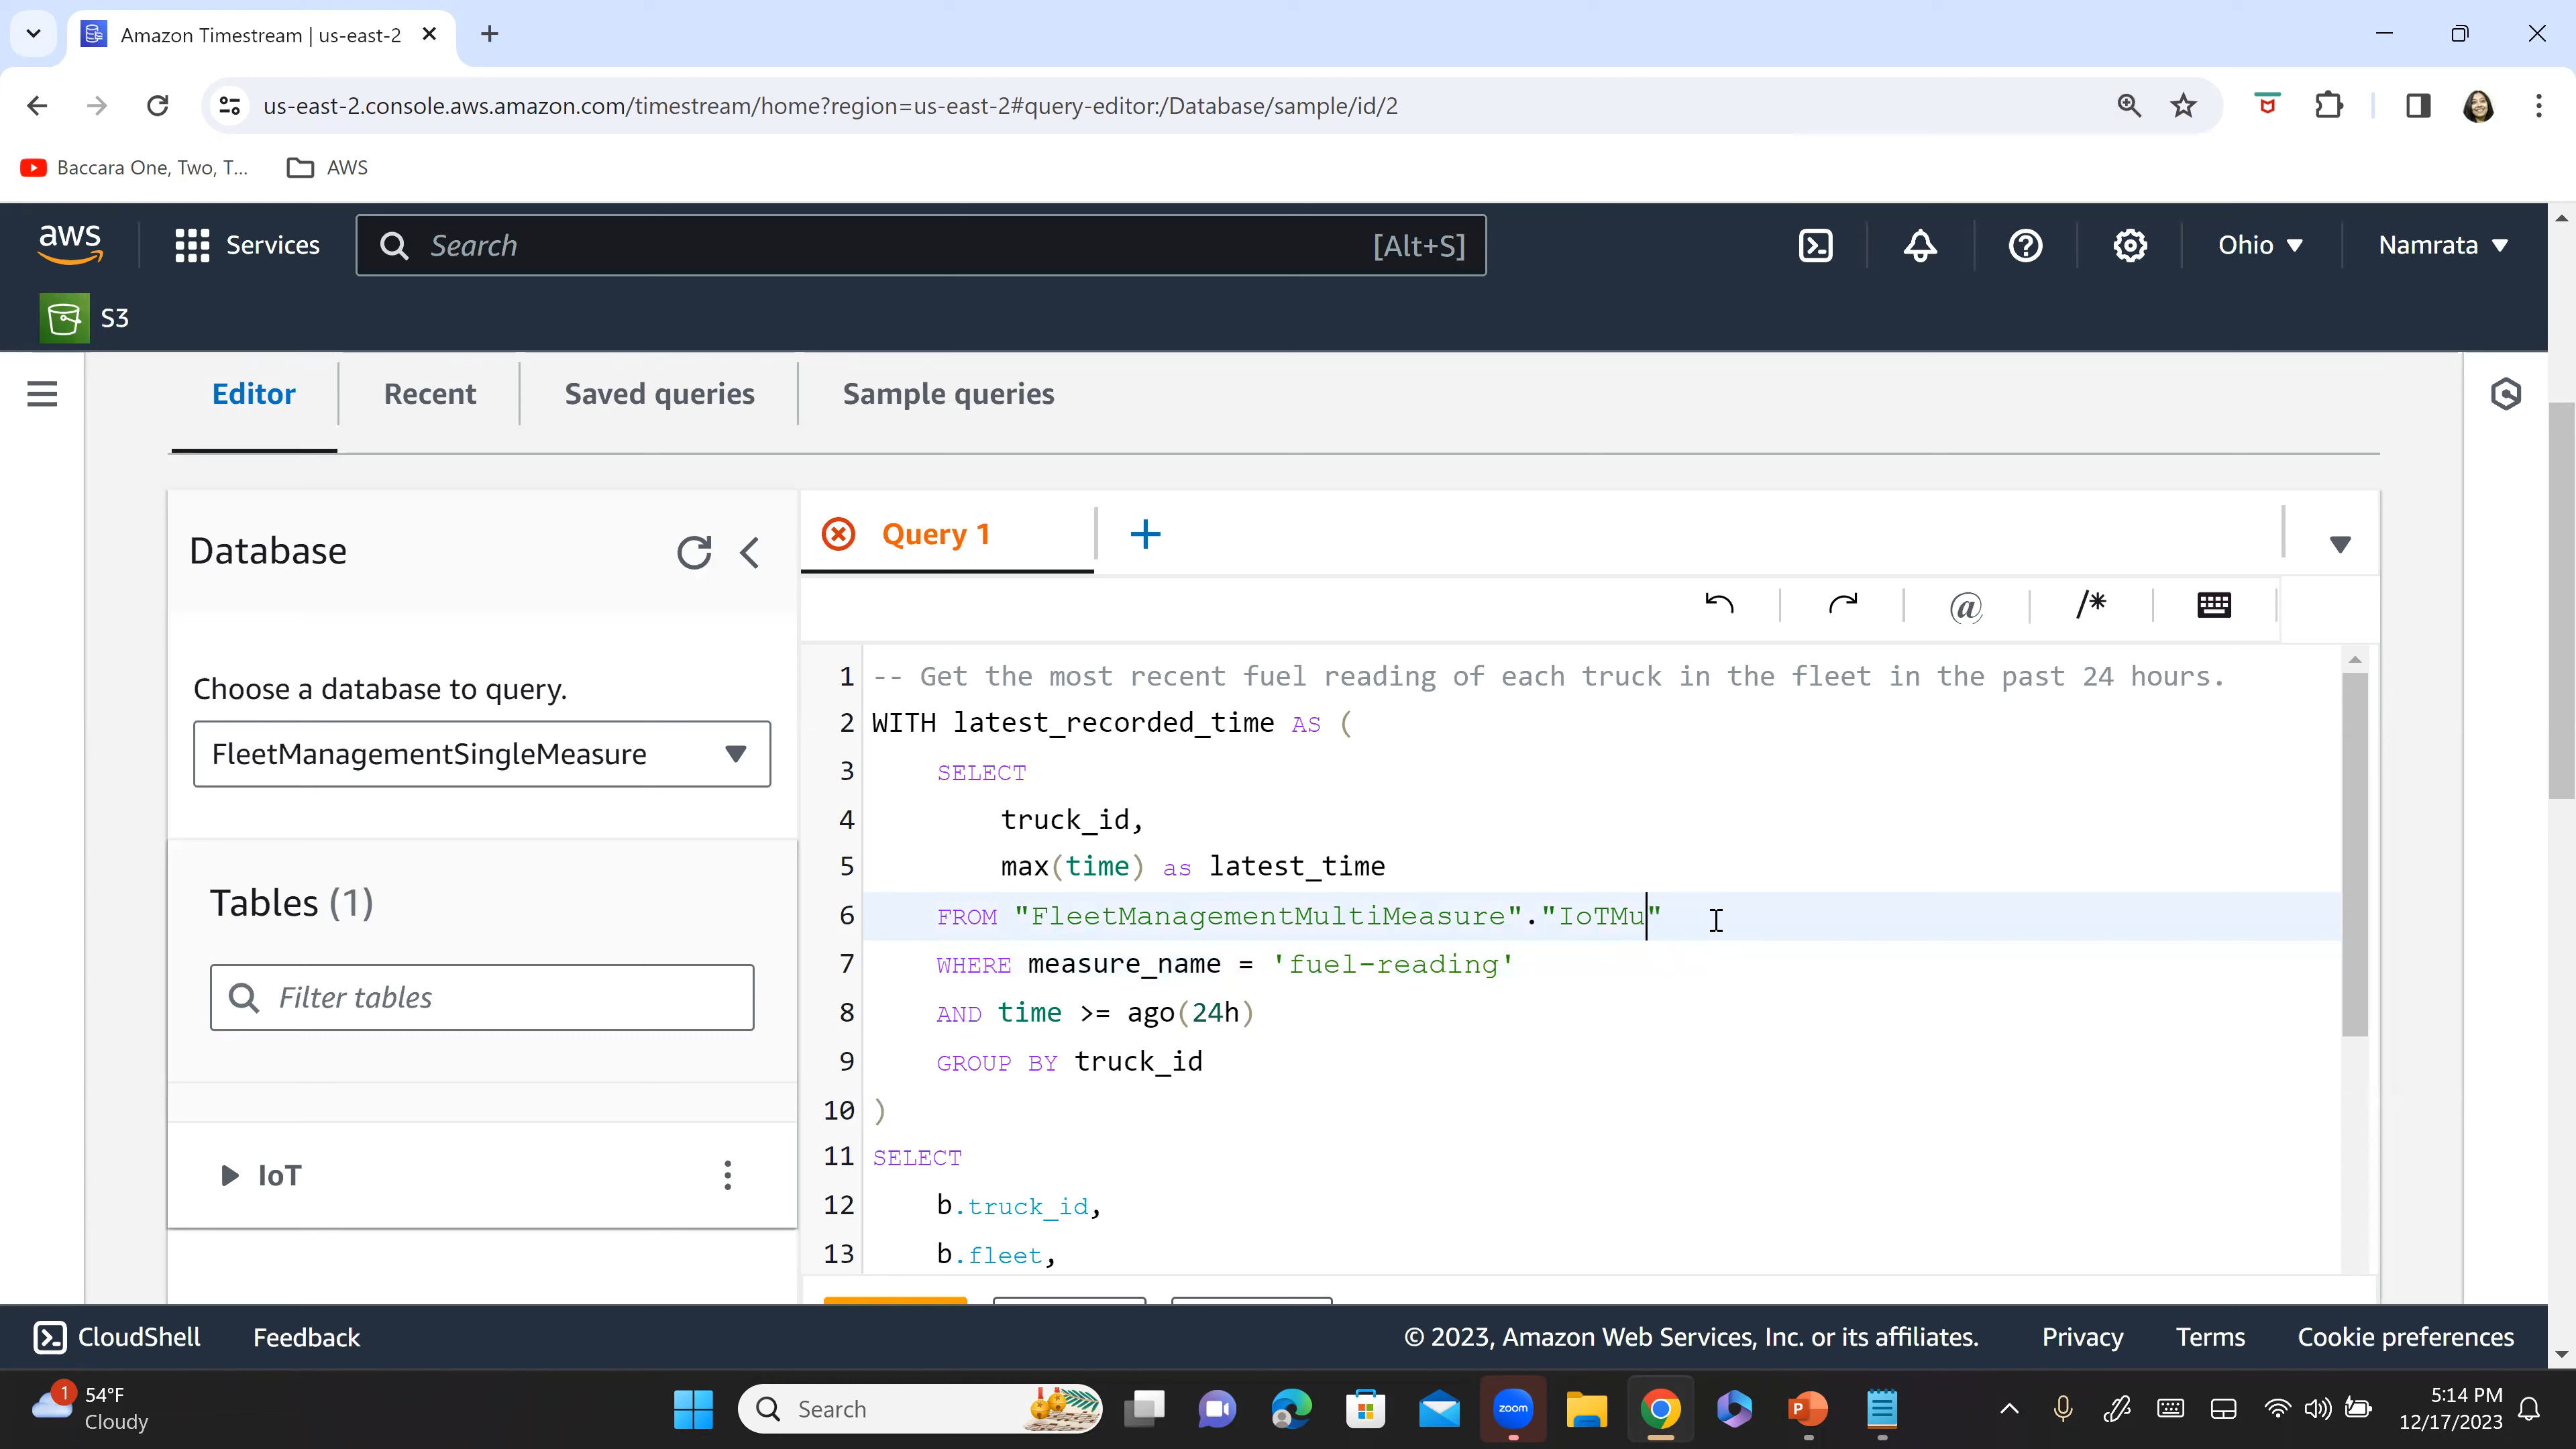 Amazon Timestream | us-east-2
us-east-2.console.aws.amazon.com/timestream/home?region=us-east-2#query-editor:/Database/sample/id/2
Baccara One, Two, T...
AWS
aws
Services
Search
[Alt+S]
Ohio
Namrata
S3
Editor
Recent
Saved queries
Sample queries
Database
Choose a database to query.
FleetManagementSingleMeasure
Tables (1)
Filter tables
IoT
Query 1
@
/*
1 -- Get the most recent fuel reading of each truck in the fleet in the past 24 hours.
2 WITH latest_recorded_time AS (
3 SELECT
4 truck_id,
5 max(time) as latest_time
6 FROM "FleetManagementMultiMeasure"."IoTMu"
7 WHERE measure_name = 'fuel-reading'
8 AND time >= ago(24h)
9 GROUP BY truck_id
10 )
11 SELECT
12 b.truck_id,
13 b.fleet,
CloudShell
Feedback
© 2023, Amazon Web Services, Inc. or its affiliates.
Privacy
Terms
Cookie preferences
1
54°F
Cloudy
Search
zoom
P
5:14 PM
12/17/2023